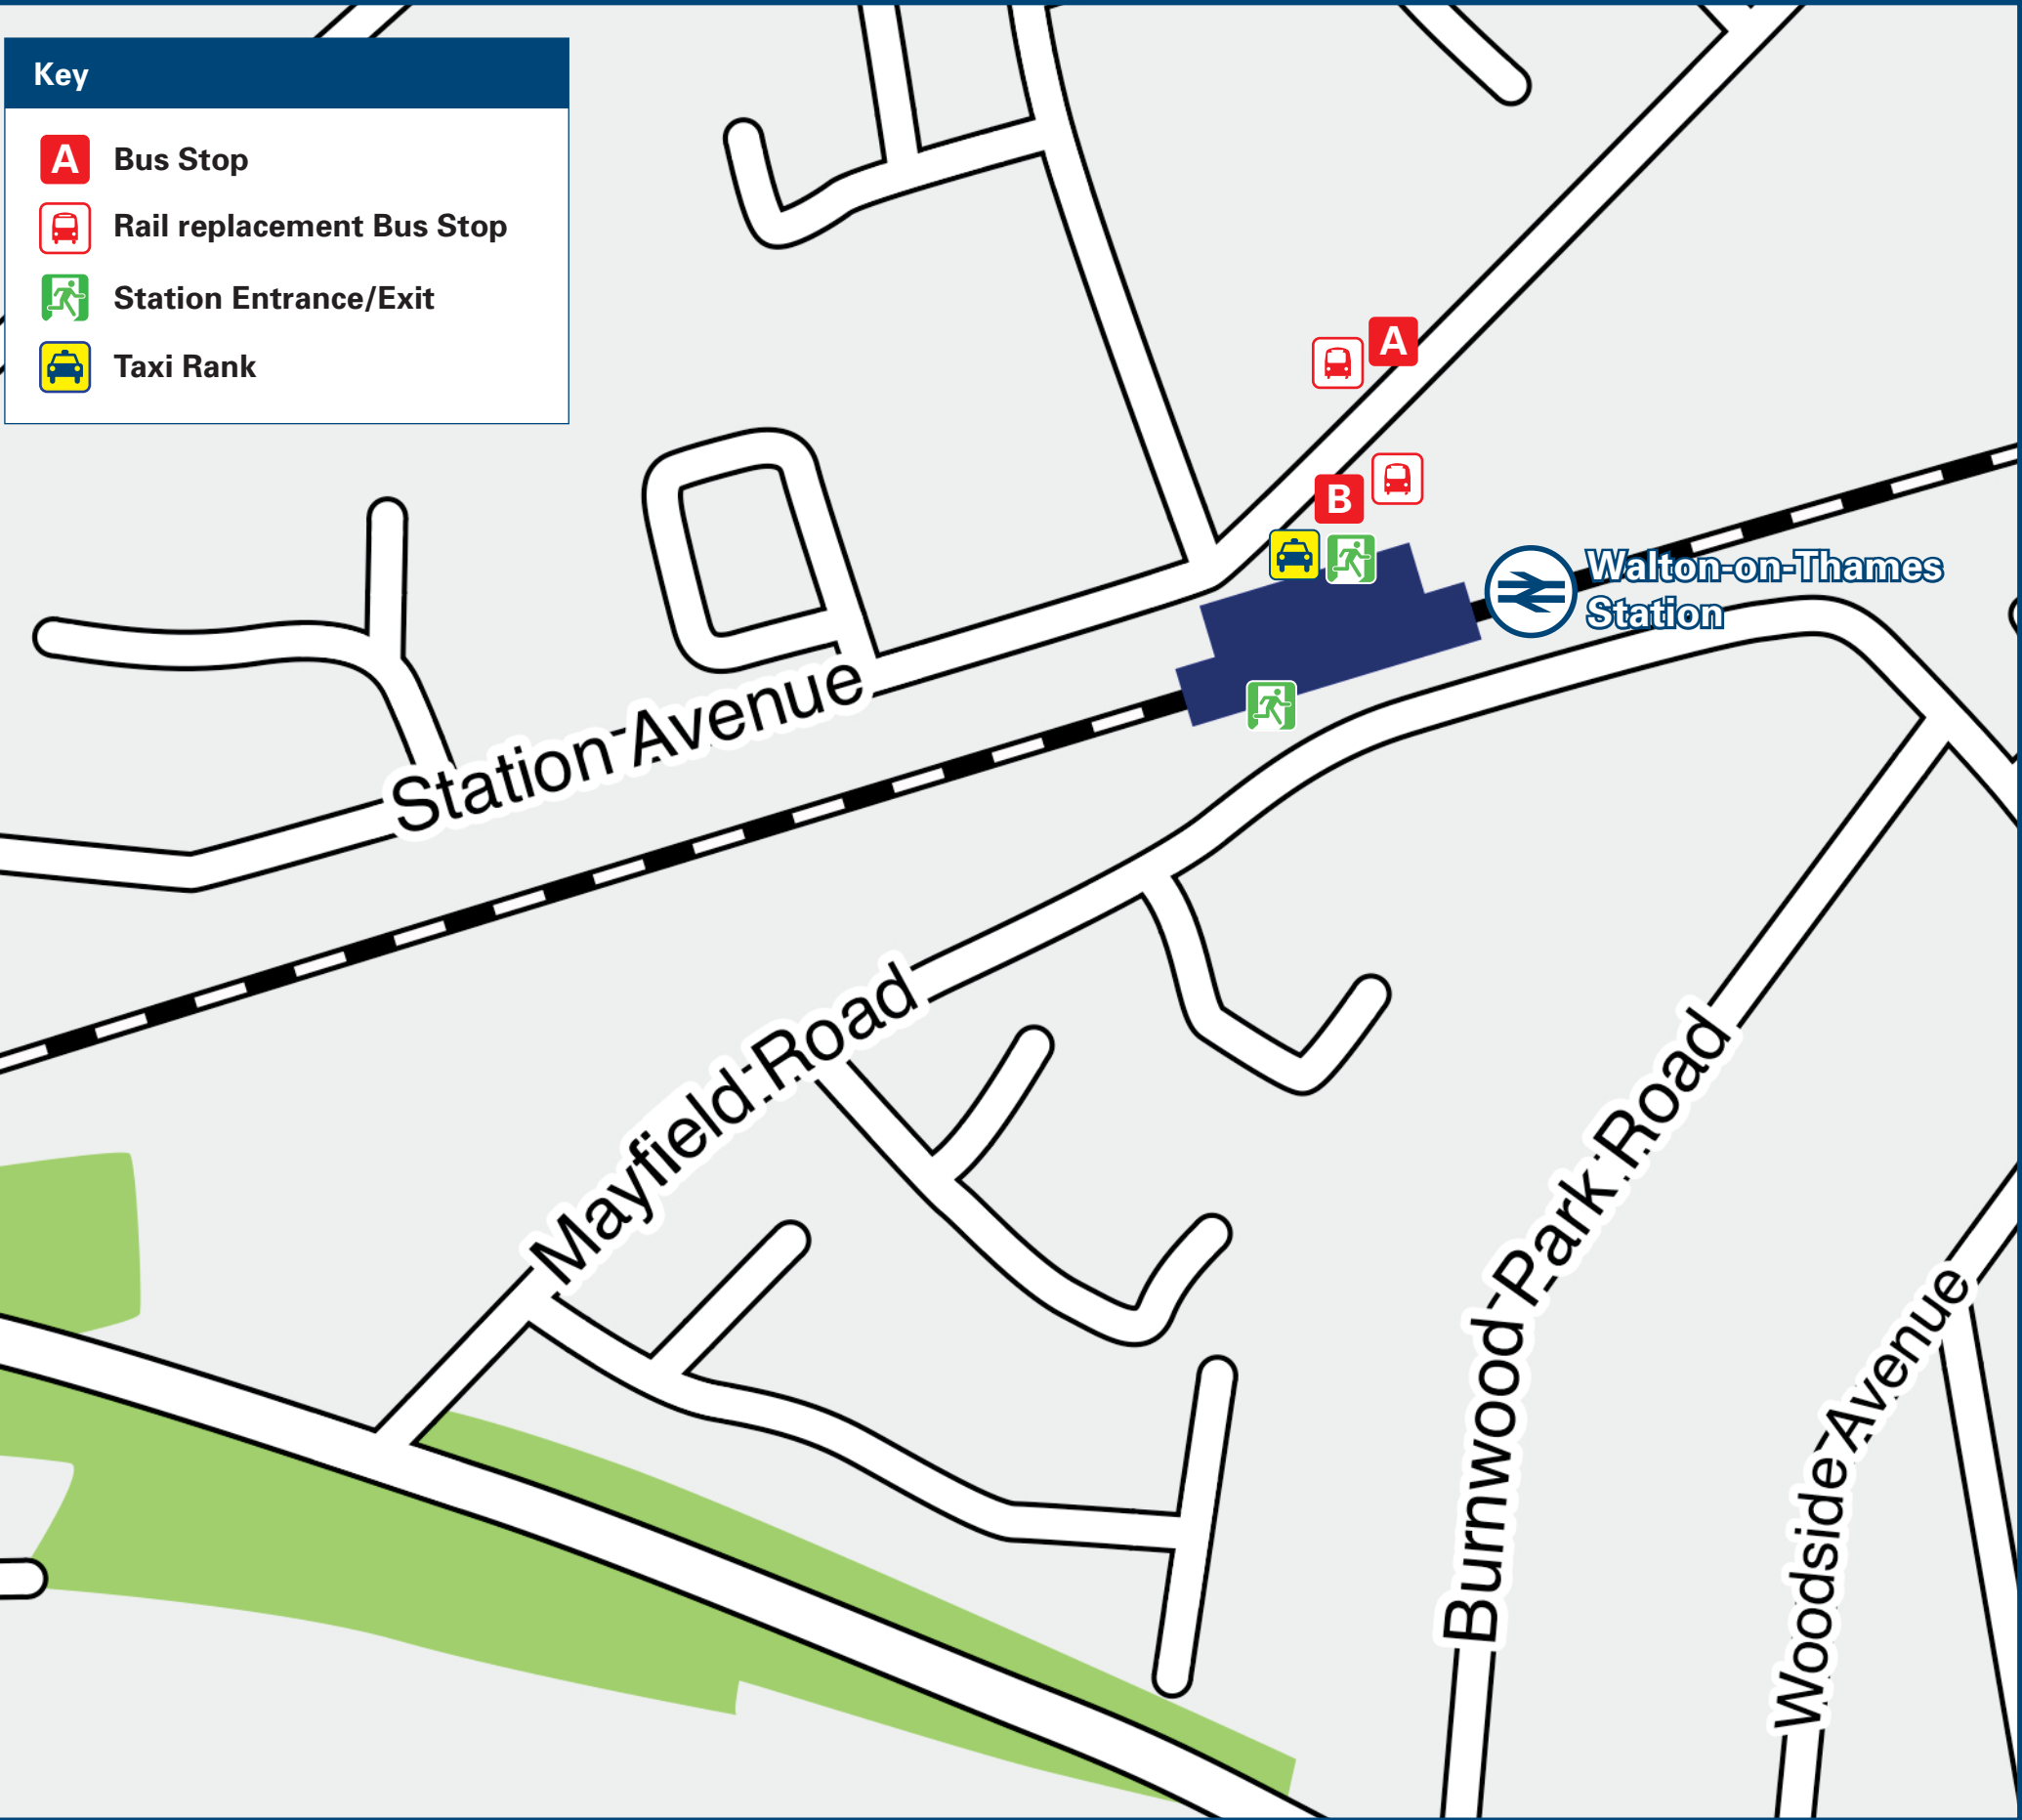 Key
A
Bus Stop
Rail replacement Bus Stop
Station Entrance/Exit
Taxi Rank
A
B
Walton-on-Thames
Station
Station Avenue
Mayfield Road
Burnwood Park Road
Woodside Avenue